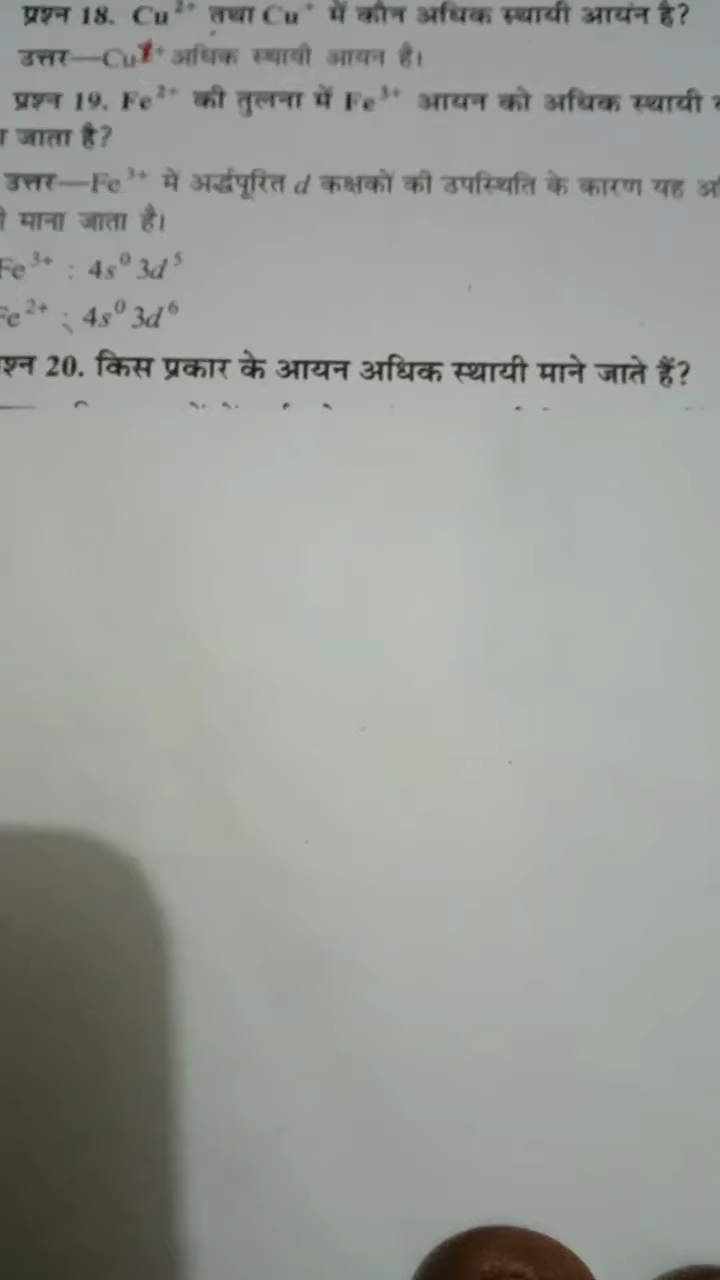 प्रश्न 18. Cu²⁺ तथा Cu⁺ में कौन अधिक स्थायी आयन है?
उत्तर—Cu²⁺ अधिक स्थायी आयन है।
प्रश्न 19. Fe²⁺ की तुलना में Fe³⁺ आयन को अधिक स्थायी
जाता है?
उत्तर—Fe³⁺ में अर्द्धपूरित d कक्षकों की उपस्थिति के कारण यह
माना जाता है।
Fe³⁺ : 4s⁰ 3d⁵
Fe²⁺ : 4s⁰ 3d⁶
श्न 20. किस प्रकार के आयन अधिक स्थायी माने जाते हैं?